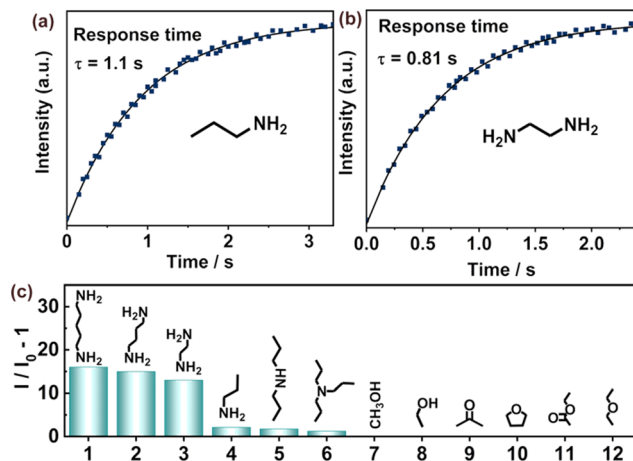 (a)
Response time
τ = 1.1 s
NH2
Intensity (a.u.)
0 1 2 3
Time / s
(b)
Response time
τ = 0.81 s
H2N
NH2
Intensity (a.u.)
0.0 0.5 1.0 1.5 2.0
Time / s
(c)
I / I0 - 1
30
15
0
NH2
NH2
H2N
NH2
H2N
NH2
NH2
NH
N
CH3OH
OH
O
O
O
O
O
1 2 3 4 5 6 7 8 9 10 11 12